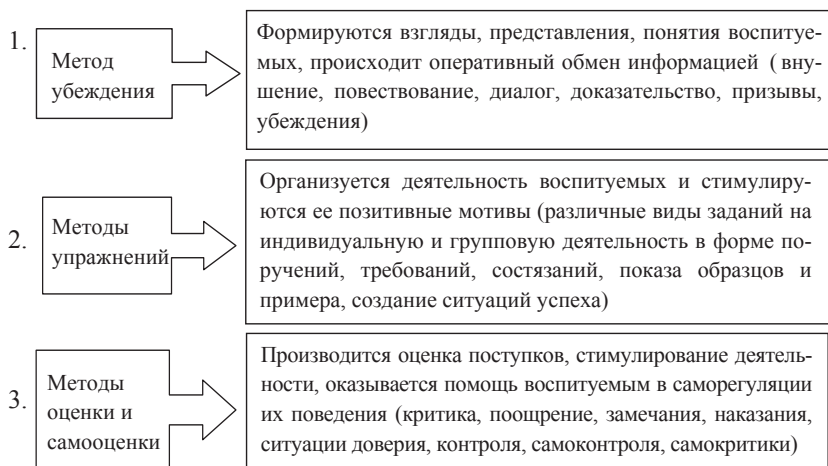 1.
Метод
убеждения
Формируются взгляды, представления, понятия воспитуе-
мых, происходит оперативный обмен информацией ( вну-
шение, повествование, диалог, доказательство, призывы,
убеждения)
2.
Методы
упражнений
Организуется деятельность воспитуемых и стимулиру-
ются ее позитивные мотивы (различные виды заданий на
индивидуальную и групповую деятельность в форме по-
ручений, требований, состязаний, показа образцов и
примера, создание ситуаций успеха)
3.
Методы
оценки и
самооценки
Производится оценка поступков, стимулирование деятель-
ности, оказывается помощь воспитуемым в саморегуляции
их поведения (критика, поощрение, замечания, наказания,
ситуации доверия, контроля, самоконтроля, самокритики)